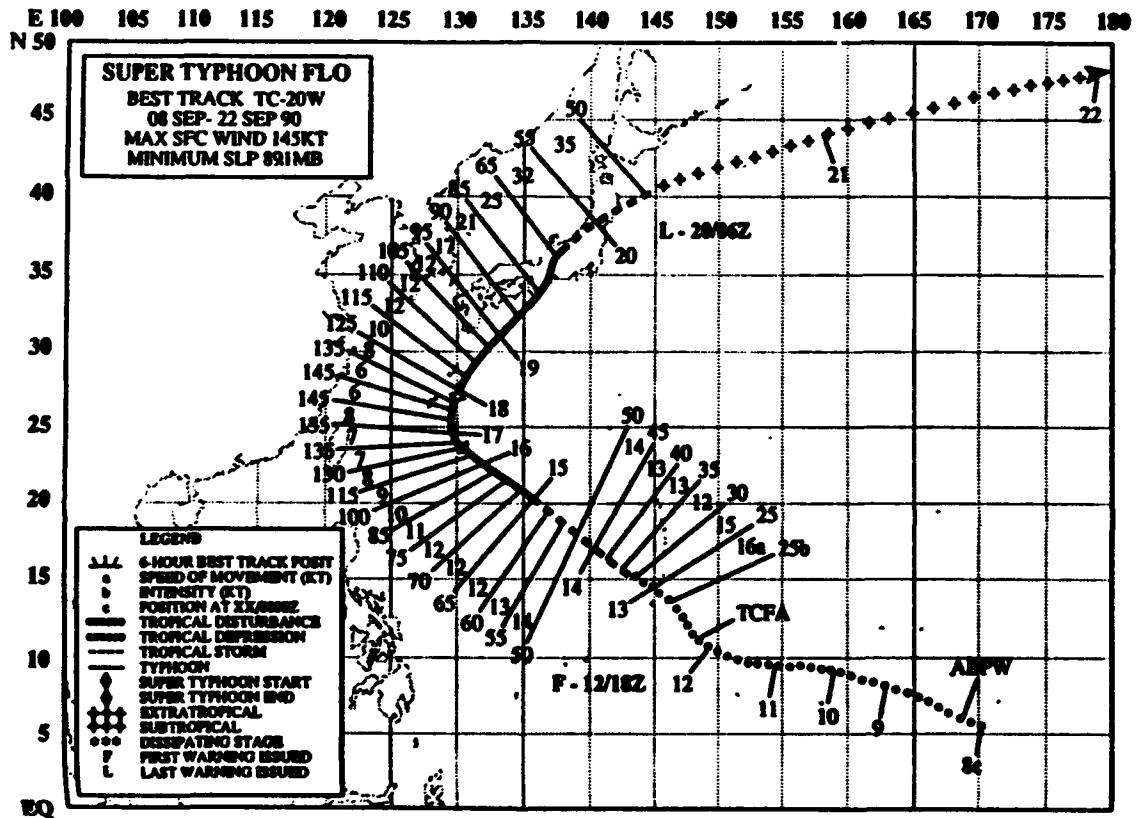 E 100 105 110 115 120 125 130 135 140 145 150 155 160 165 170 175 180
N 50
SUPER TYPHOON FLO
BEST TRACK TC-20W
08 SEP- 22 SEP 90
MAX SFC WIND 145KT
MINIMUM SLP 891MB
45
40
35
30
25
20
15
10
5
EQ
50
55
35
65
32
85
25
90
21
95
17
105
17
110
12
12
115
10
125
8
135
6
145
6
145
8
155
7
135
7
130
8
115
9
100
10
85
11
75
12
70
12
65
12
60
13
55
14
50
22
21
L - 20/06Z
20
19
18
17
16
15
50
45
14
40
13
35
13
30
12
25
15
25b
16a
14
13
TCFA
F - 12/18Z
12
11
10
9
ABPW
8c
LEGEND
6-HOUR BEST TRACK POSIT
a SPEED OF MOVEMENT (KT)
b INTENSITY (KT)
c POSITION AT XX/0000Z
TROPICAL DISTURBANCE
TROPICAL DEPRESSION
TROPICAL STORM
TYPHOON
SUPER TYPHOON START
SUPER TYPHOON END
EXTRATROPICAL
SUBTROPICAL
DISSIPATING STAGE
F FIRST WARNING ISSUED
L LAST WARNING ISSUED